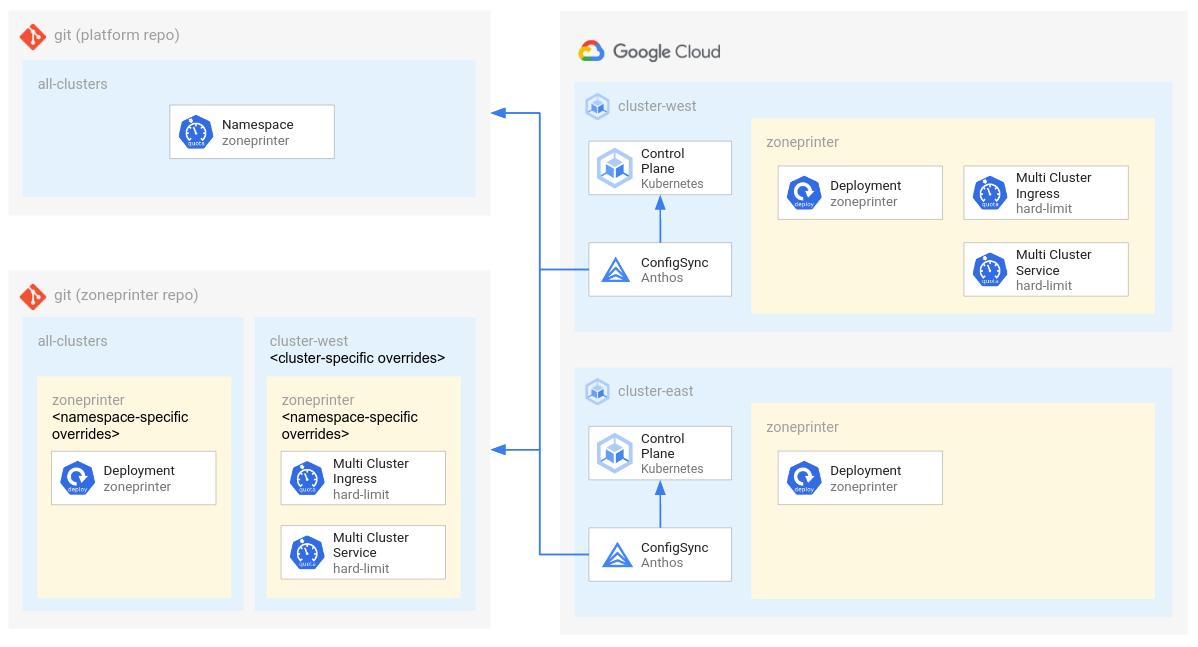 git (platform repo)
all-clusters
Namespace
quota
zoneprinter
git (zoneprinter repo)
all-clusters
zoneprinter
<namespace-specific
overrides>
Deployment
deploy
zoneprinter
cluster-west
<cluster-specific overrides>
zoneprinter
<namespace-specific
overrides>
Multi Cluster
Ingress
quota
hard-limit
Multi Cluster
Service
quota
hard-limit
Google Cloud
cluster-west
Control
Plane
Kubernetes
ConfigSync
Anthos
zoneprinter
Deployment
deploy
zoneprinter
Multi Cluster
Ingress
quota
hard-limit
Multi Cluster
Service
quota
hard-limit
cluster-east
Control
Plane
Kubernetes
ConfigSync
Anthos
zoneprinter
Deployment
deploy
zoneprinter